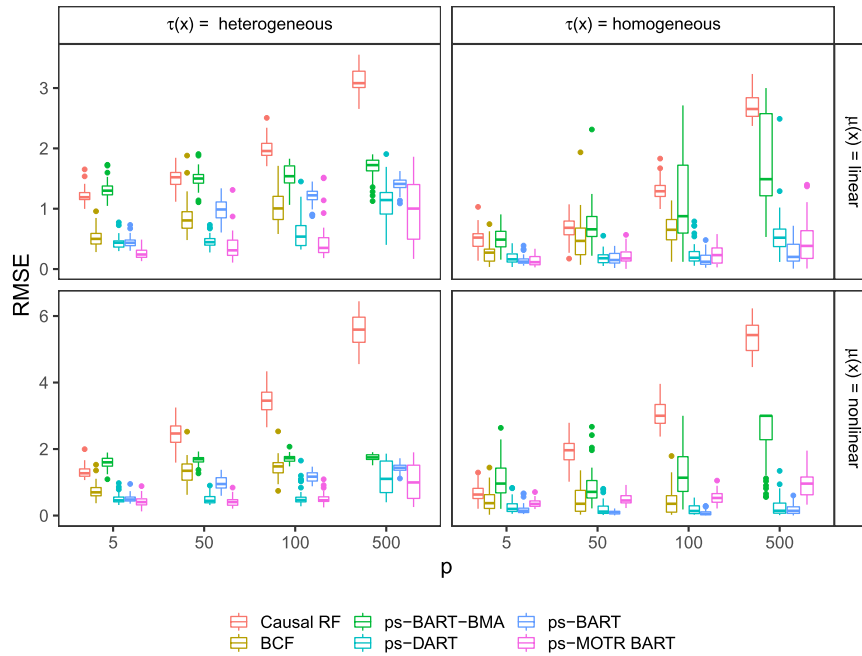 τ(x) = heterogeneous
τ(x) = homogeneous
RMSE
3
2
1
0
μ(x) = linear
6
4
2
0
μ(x) = nonlinear
5
50
100
500
5
50
100
500
p
Causal RF
ps−BART−BMA
ps−BART
BCF
ps−DART
ps−MOTR BART